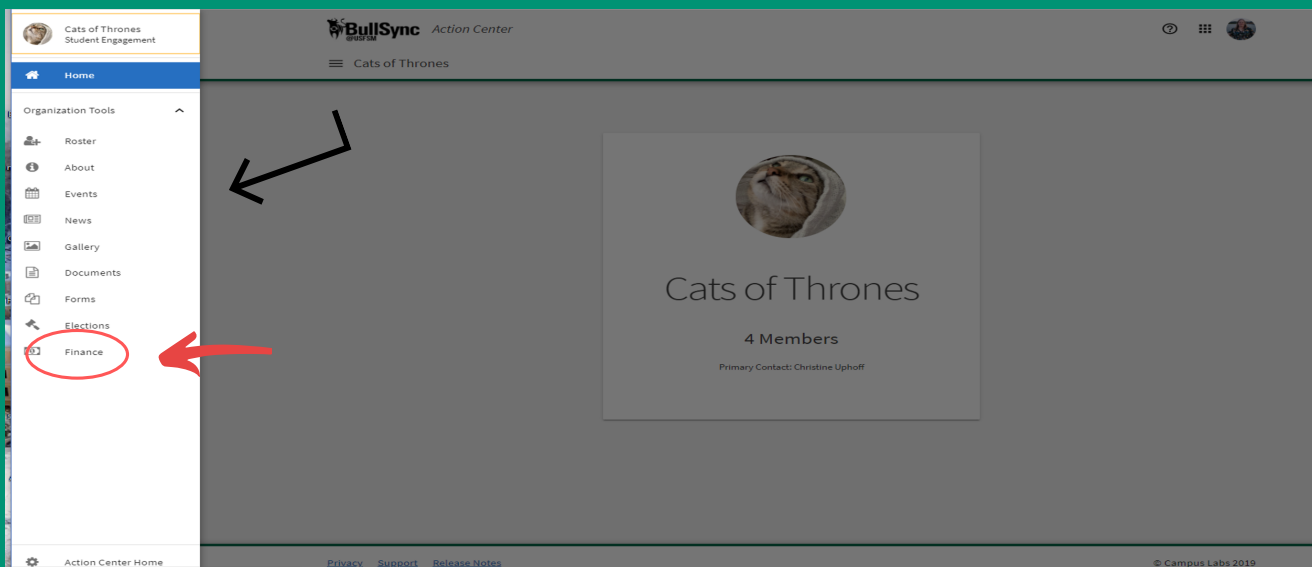 Cats of Thrones
Student Engagement
Home
Organization Tools
Roster
About
Events
News
Gallery
Documents
Forms
Elections
Finance
Action Center Home
BullSync Action Center
@USFSM
Cats of Thrones
Cats of Thrones
4 Members
Primary Contact: Christine Uphoff
Privacy Support Release Notes
© Campus Labs 2019